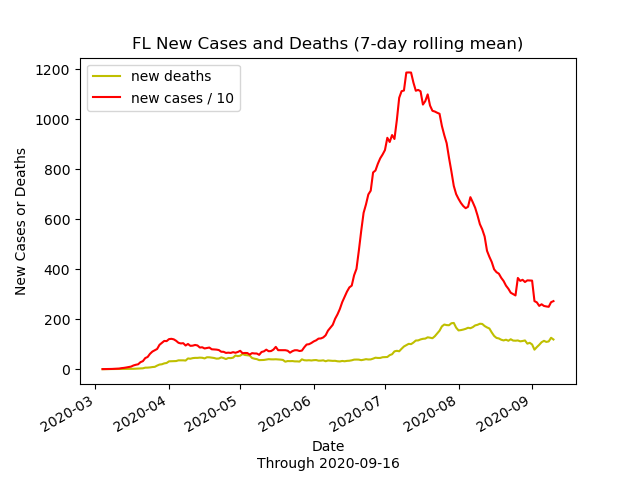 FL New Cases and Deaths (7-day rolling mean)
new deaths
new cases / 10
New Cases or Deaths
1200
1000
800
600
400
200
0
2020-03
2020-04
2020-05
2020-06
2020-07
2020-08
2020-09
Date
Through 2020-09-16